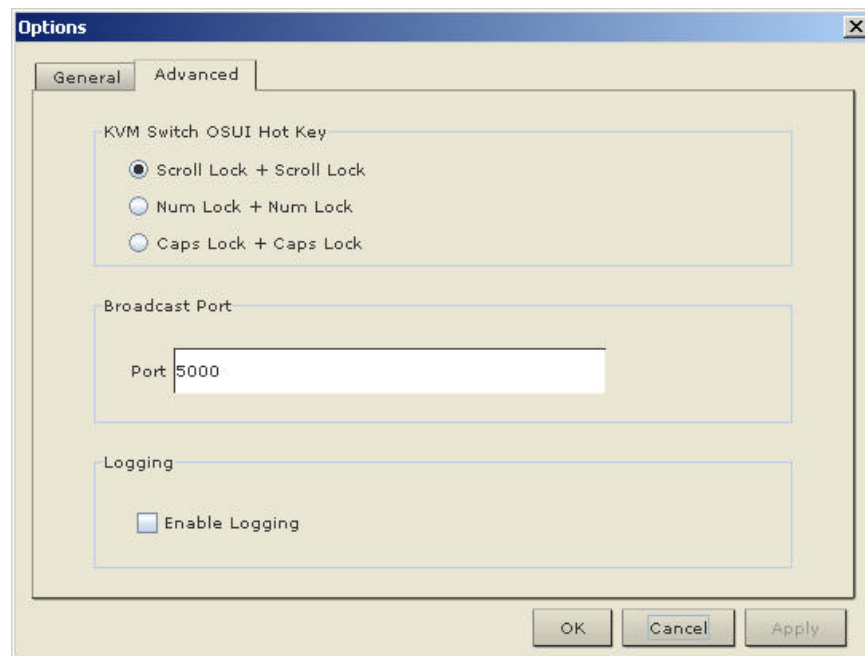 Options
General
Advanced
KVM Switch OSUI Hot Key
Scroll Lock + Scroll Lock
Num Lock + Num Lock
Caps Lock + Caps Lock
Broadcast Port
Port 5000
Logging
Enable Logging
OK
Cancel
Apply